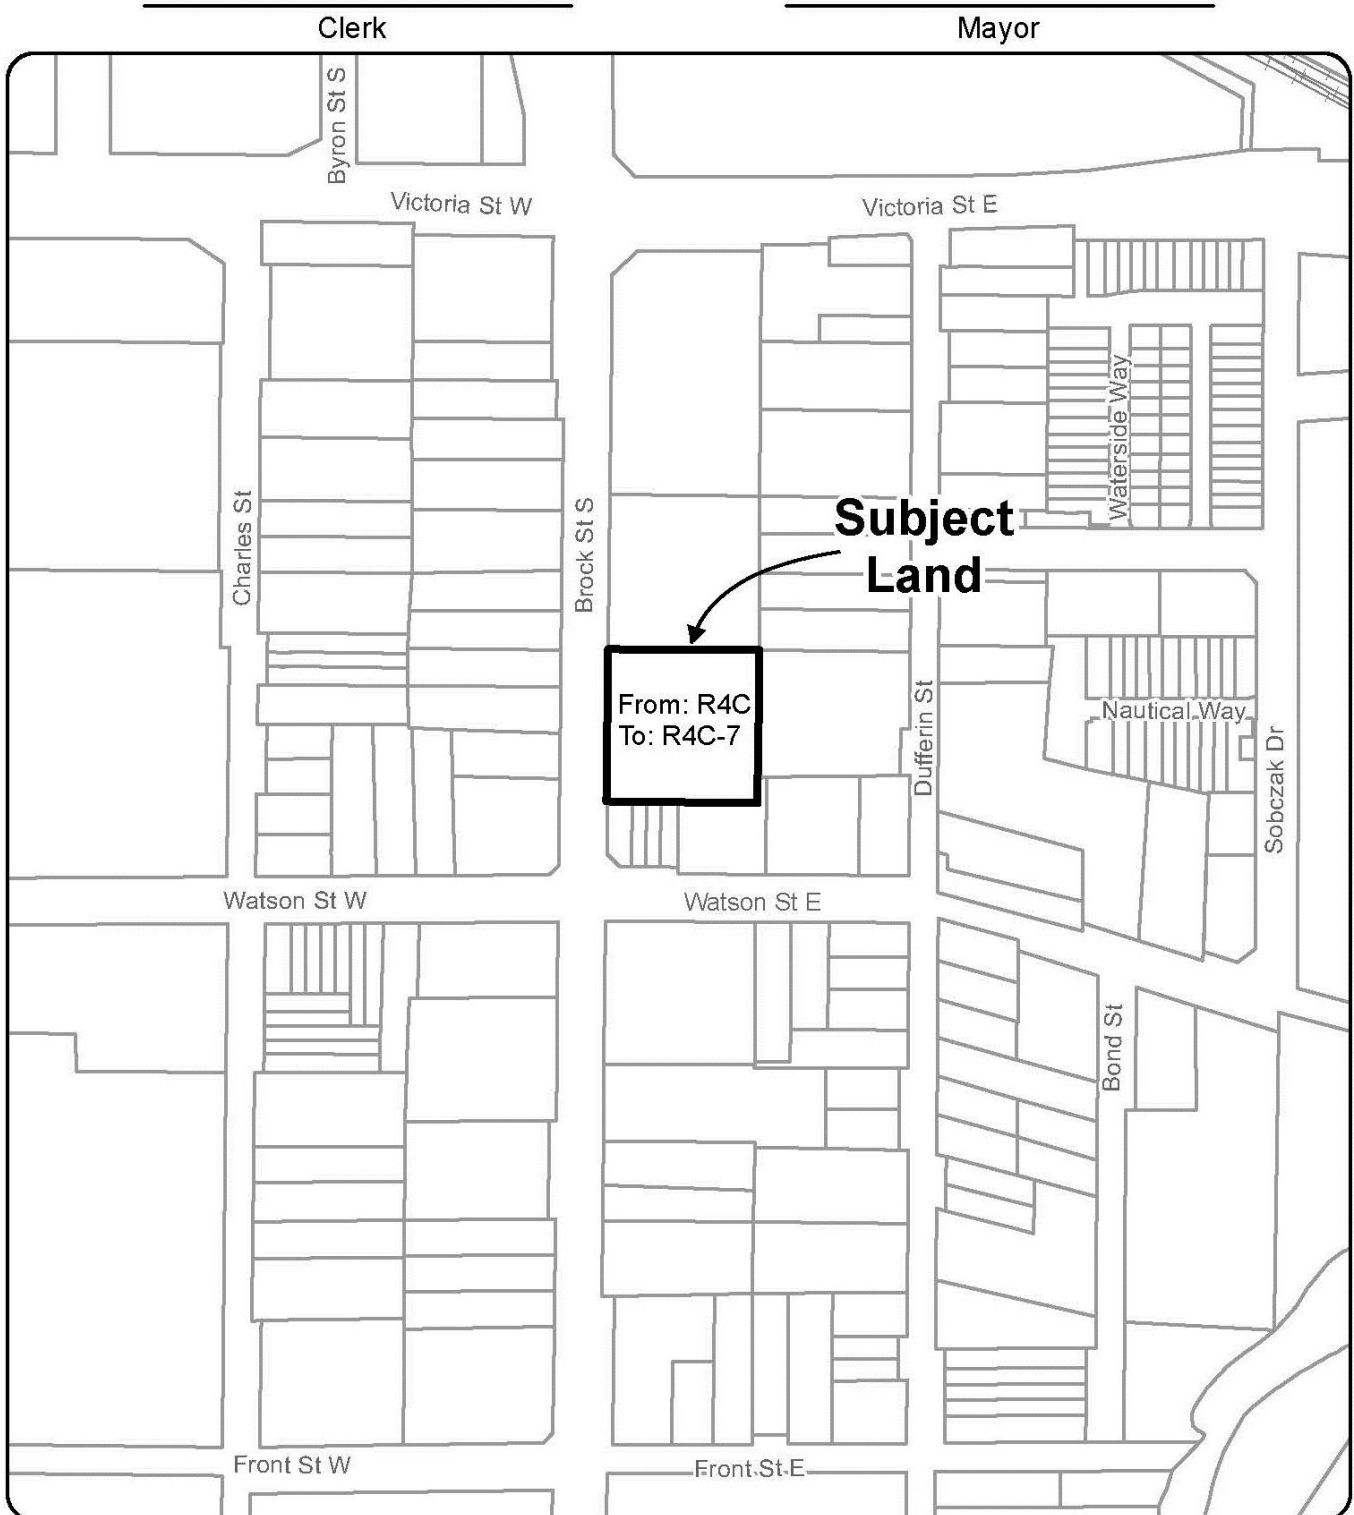 Clerk
Mayor
Byron St S
Victoria St W
Victoria St E
Waterside Way
Charles St
Brock St S
Subject
Land
From: R4C
To: R4C-7
Dufferin St
Nautical Way
Sobczak Dr
Watson St W
Watson St E
Bond St
Front St W
Front St E